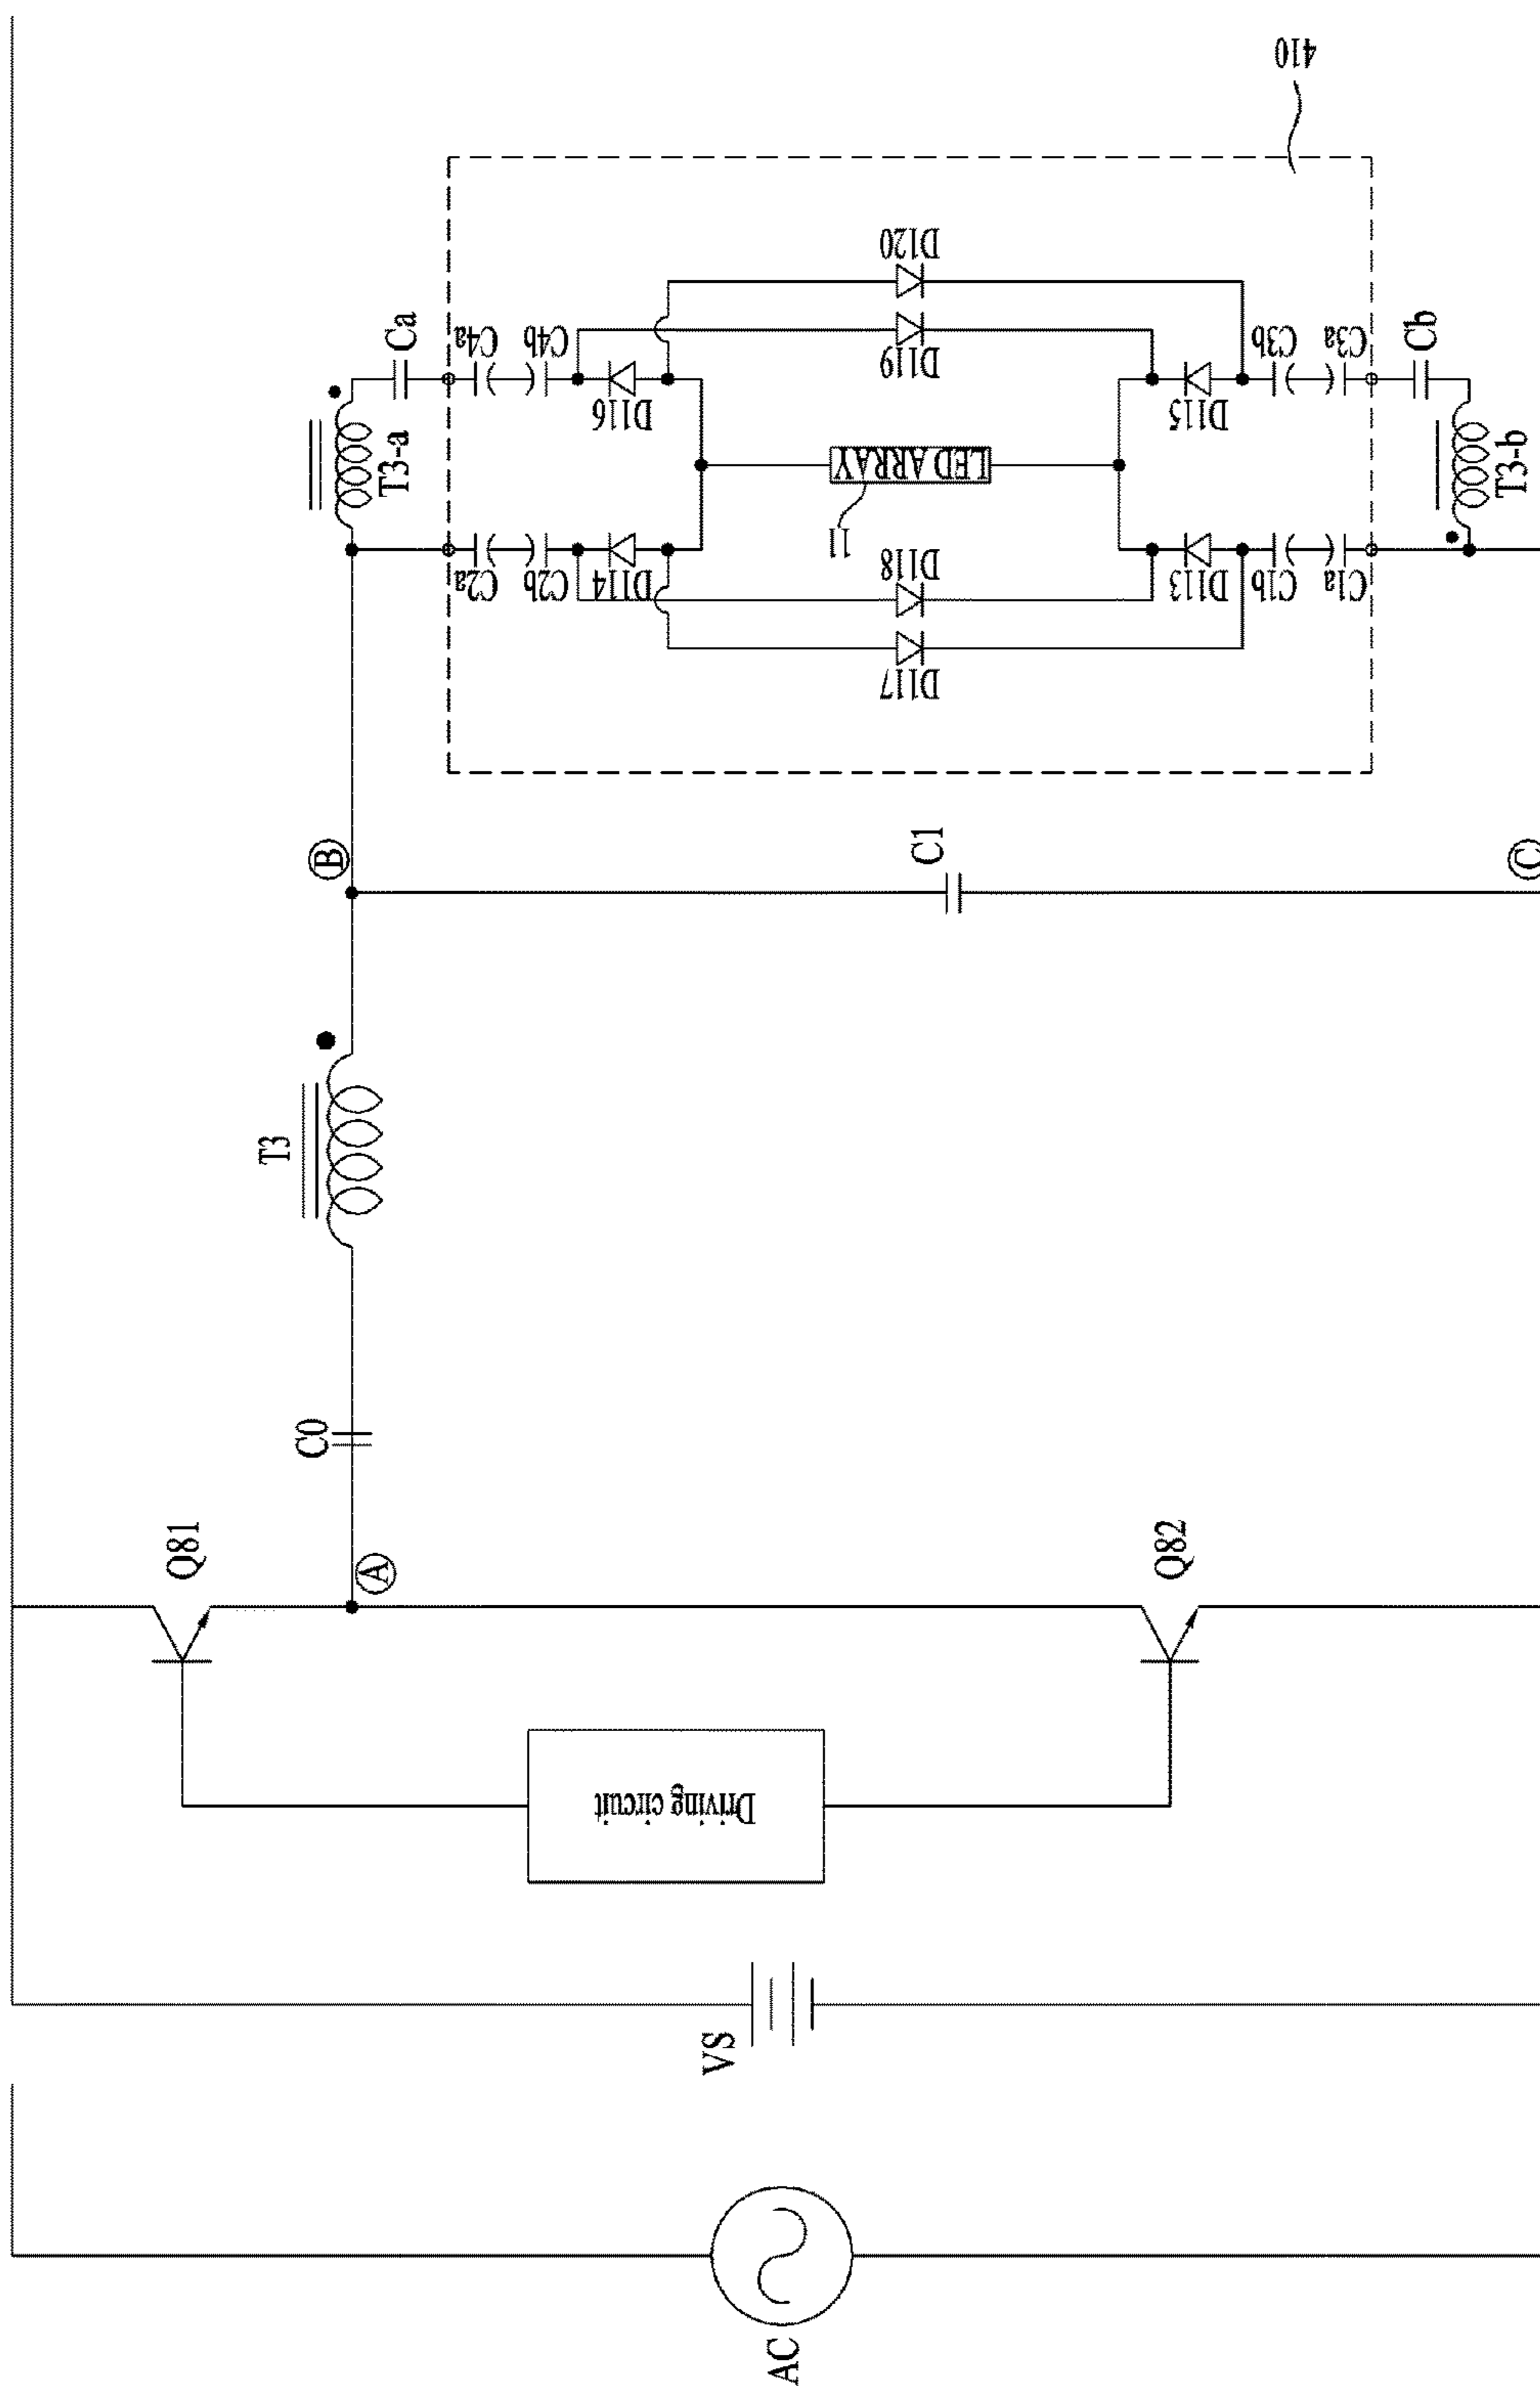 410
D120
D119
Ca
C4a
C4b
D116
D115
C3b
C3a
Cb
T3-a
LED ARRAY
11
T3-b
C2a
C2b
D114
D118
D113
C1b
C1a
D117
B
C1
C
T3
C0
Q81
A
Q82
Driving circuit
VS
AC